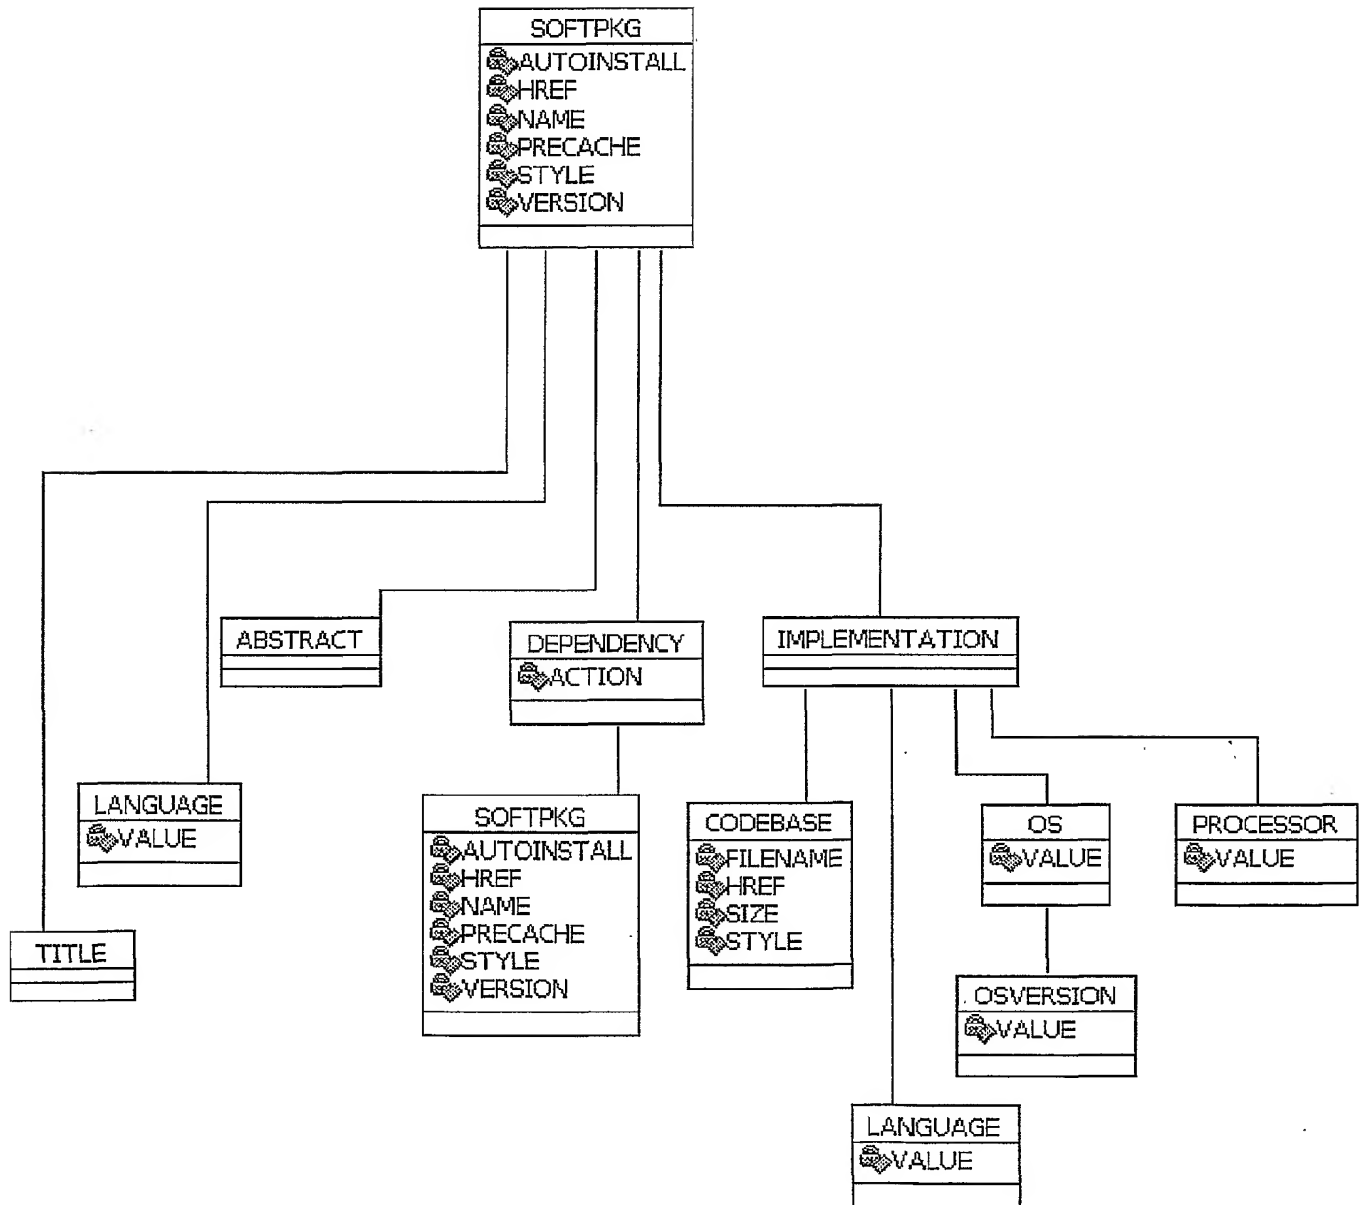 SOFTPKG
AUTOINSTALL
HREF
NAME
PRECACHE
STYLE
VERSION
ABSTRACT
DEPENDENCY
ACTION
IMPLEMENTATION
LANGUAGE
VALUE
SOFTPKG
AUTOINSTALL
HREF
NAME
PRECACHE
STYLE
VERSION
CODEBASE
FILENAME
HREF
SIZE
STYLE
OS
VALUE
PROCESSOR
VALUE
TITLE
OSVERSION
VALUE
LANGUAGE
VALUE